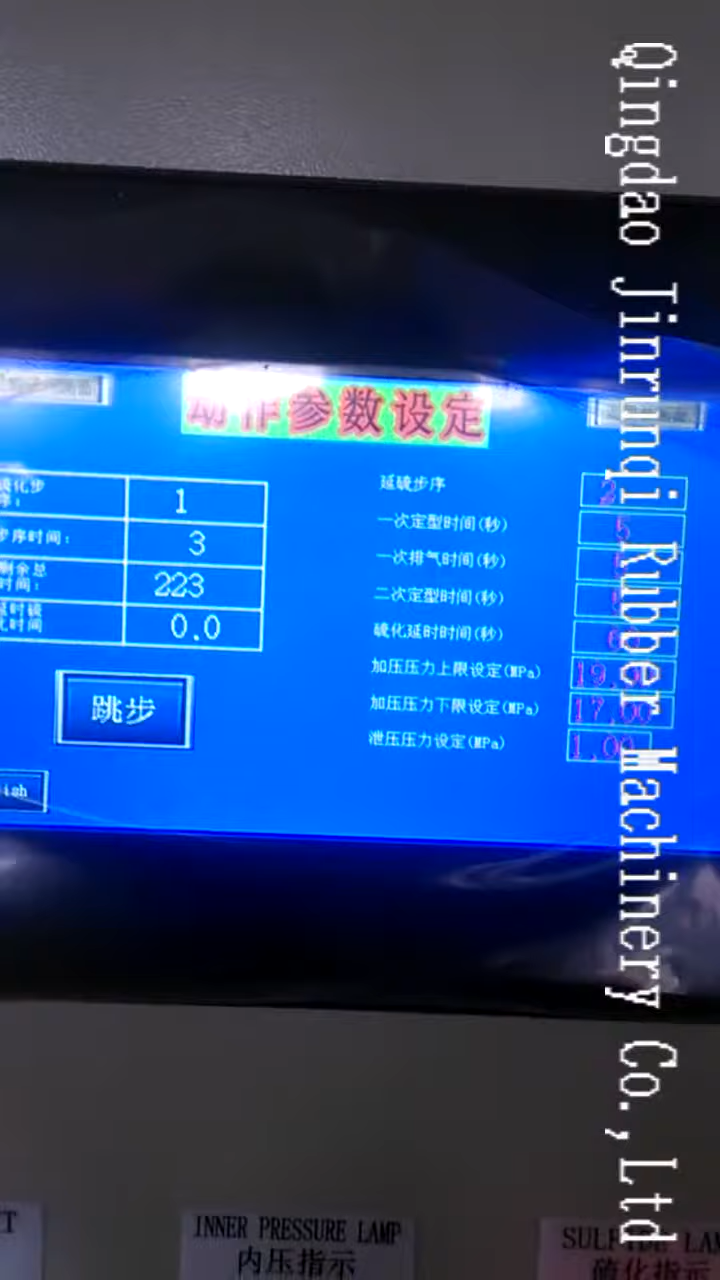 动作参数设定
硫化步
序:
1
步序时间:
3
剩余总
时间:
223
延时硫
化时间
0.0
跳步
延硫步序
2
一次定型时间(秒)
5
一次排气时间(秒)
二次定型时间(秒)
硫化延时时间(秒)
加压压力上限设定(MPa)
加压压力下限设定(MPa)
17.00
泄压压力设定(MPa)
1.00
INNER PRESSURE LAMP
内压指示
SULFIDE
硫化指示
Qingdao Jinrunqi Rubber Machinery Co.,Ltd